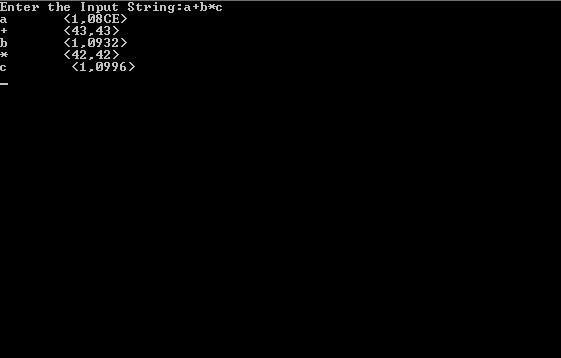 Enter the Input String:a+b*c
a <1,08CE>
+ <43,43>
b <1,0932>
* <42,42>
c <1,0996>